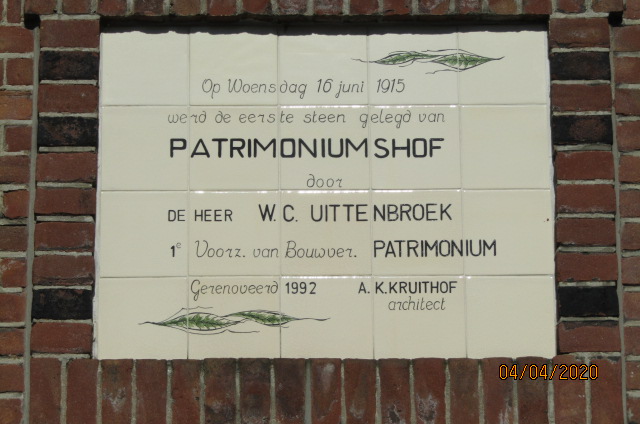 Op Woensdag 16 juni 1915
werd de eerste steen gelegd van
PATRIMONIUMSHOF
door
DE HEER W.C. UITTENBROEK
1e Voorz. van Bouwver. PATRIMONIUM
Gerenoveerd 1992 A.K.KRUITHOF
architect
04/04/2020